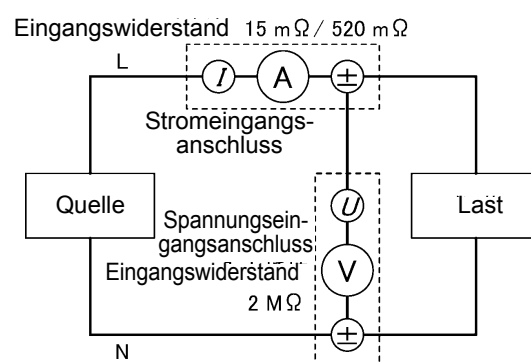 Eingangswiderstand 15 mΩ / 520 mΩ
L
I A ±
Stromeingangs-
anschluss
Quelle
Spannungsein-
gangsanschluss
Eingangswiderstand
2 MΩ
U
V
±
Last
N